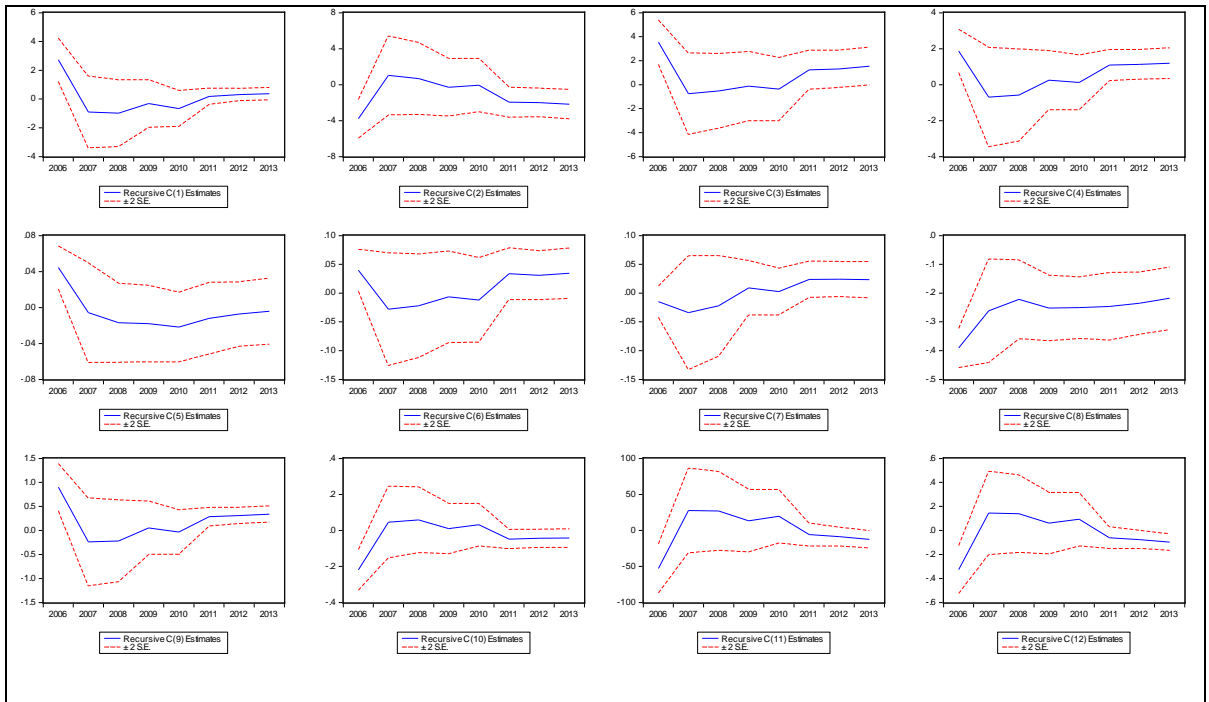 6
4
2
0
-2
-4
2006 2007 2008 2009 2010 2011 2012 2013
Recursive C(1) Estimates
± 2 S.E.
8
4
0
-4
-8
2006 2007 2008 2009 2010 2011 2012 2013
Recursive C(2) Estimates
± 2 S.E.
6
4
2
0
-2
-4
-6
2006 2007 2008 2009 2010 2011 2012 2013
Recursive C(3) Estimates
± 2 S.E.
4
2
0
-2
-4
2006 2007 2008 2009 2010 2011 2012 2013
Recursive C(4) Estimates
± 2 S.E.
.08
.04
.00
-.04
-.08
2006 2007 2008 2009 2010 2011 2012 2013
Recursive C(5) Estimates
± 2 S.E.
.10
.05
.00
-.05
-.10
-.15
2006 2007 2008 2009 2010 2011 2012 2013
Recursive C(6) Estimates
± 2 S.E.
.10
.05
.00
-.05
-.10
-.15
2006 2007 2008 2009 2010 2011 2012 2013
Recursive C(7) Estimates
± 2 S.E.
.0
-.1
-.2
-.3
-.4
-.5
2006 2007 2008 2009 2010 2011 2012 2013
Recursive C(8) Estimates
± 2 S.E.
1.5
1.0
0.5
0.0
-0.5
-1.0
-1.5
2006 2007 2008 2009 2010 2011 2012 2013
Recursive C(9) Estimates
± 2 S.E.
.4
.2
.0
-.2
-.4
2006 2007 2008 2009 2010 2011 2012 2013
Recursive C(10) Estimates
± 2 S.E.
100
50
0
-50
-100
2006 2007 2008 2009 2010 2011 2012 2013
Recursive C(11) Estimates
± 2 S.E.
.6
.4
.2
.0
-.2
-.4
-.6
2006 2007 2008 2009 2010 2011 2012 2013
Recursive C(12) Estimates
± 2 S.E.